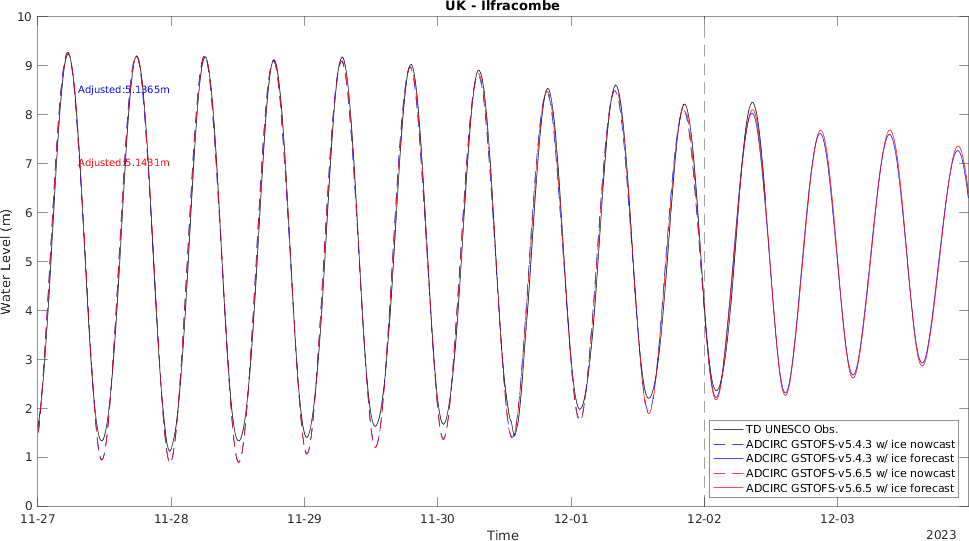 UK - Ilfracombe
10
9
8
7
6
5
4
3
2
1
0
Water Level (m)
Adjusted:5.1365m
Adjusted:5.1431m
TD UNESCO Obs.
ADCIRC GSTOFS-v5.4.3 w/ ice nowcast
ADCIRC GSTOFS-v5.4.3 w/ ice forecast
ADCIRC GSTOFS-v5.6.5 w/ ice nowcast
ADCIRC GSTOFS-v5.6.5 w/ ice forecast
11-27 11-28 11-29 11-30 12-01 12-02 12-03
Time
2023